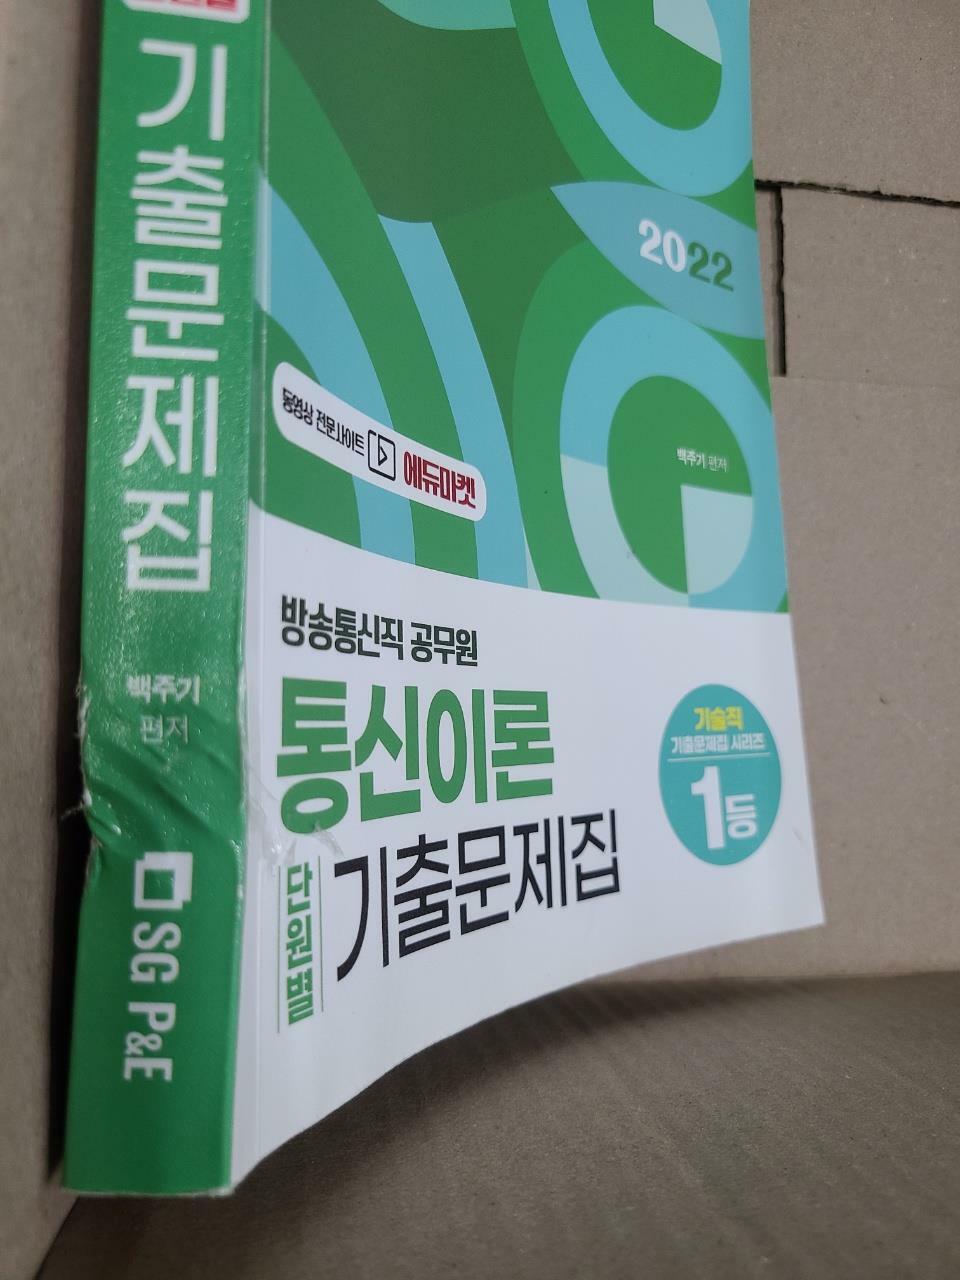 기출문제집
백주기
편저
SG P&E
2022
백주기 편저
동영상 전문사이트 에듀마켓
방송통신직 공무원
통신이론
단원별
기출문제집
기술직
기출문제집 시리즈
1등